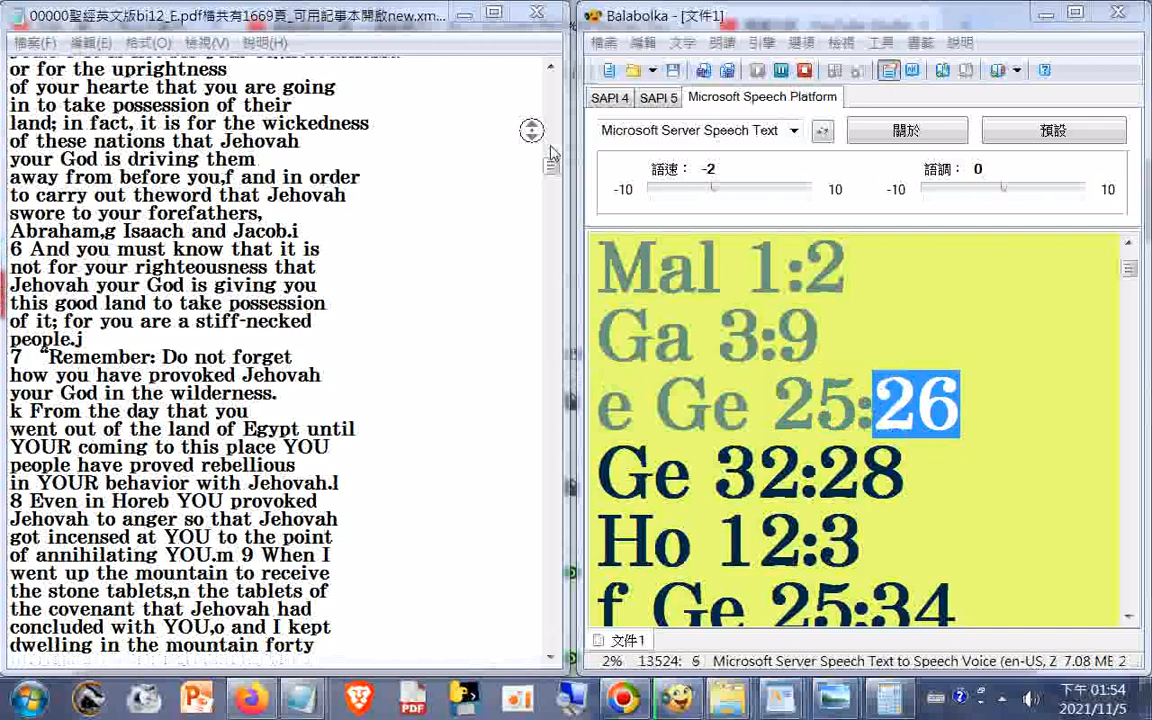 00000聖經英文版bi12_E.pdf檔共有1669頁_可用記事本開啟new.xm...
檔案(F) 編輯(E) 格式(O) 檢視(V) 說明(H)
or for the uprightness
of your hearte that you are going
in to take possession of their
land; in fact, it is for the wickedness
of these nations that Jehovah
your God is driving them
away from before you,f and in order
to carry out theword that Jehovah
swore to your forefathers,
Abraham,g Isaach and Jacob.i
6 And you must know that it is
not for your righteousness that
Jehovah your God is giving you
this good land to take possession
of it; for you are a stiff-necked
people.j
7 “Remember: Do not forget
how you have provoked Jehovah
your God in the wilderness.
k From the day that you
went out of the land of Egypt until
YOUR coming to this place YOU
people have proved rebellious
in YOUR behavior with Jehovah.l
8 Even in Horeb YOU provoked
Jehovah to anger so that Jehovah
got incensed at YOU to the point
of annihilating YOU.m 9 When I
went up the mountain to receive
the stone tablets,n the tablets of
the covenant that Jehovah had
concluded with YOU,o and I kept
dwelling in the mountain forty
Balabolka - [文件1]
檔案 編輯 文字 朗讀 引擎 選項 檢視 工具 書籤 說明
SAPI 4 SAPI 5 Microsoft Speech Platform
Microsoft Server Speech Text 關於 預設
語速： -2 語調： 0
-10 10 -10 10
Mal 1:2
Ga 3:9
e Ge 25:26
Ge 32:28
Ho 12:3
f Ge 25:34
文件1
2% 13524: 6 Microsoft Server Speech Text to Speech Voice (en-US, Z 7.08 MB 2
PDF
下午 01:54
2021/11/5